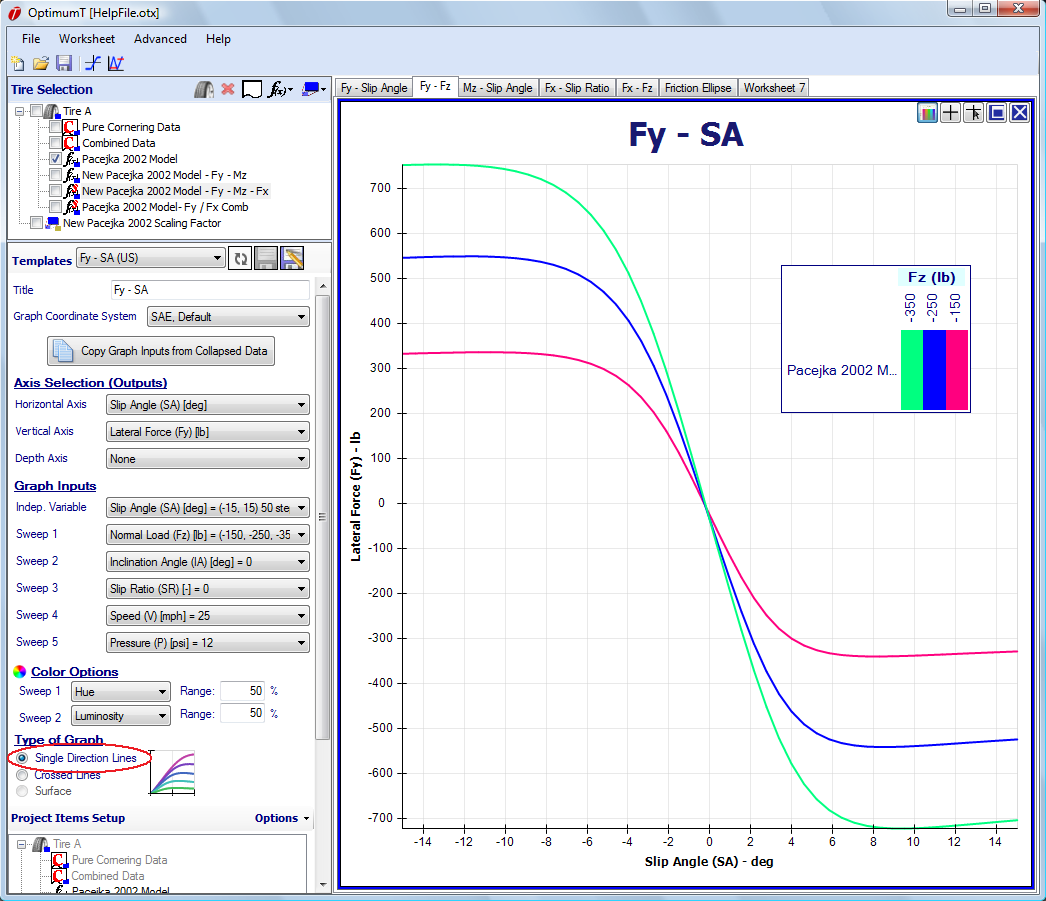 OptimumT [HelpFile.otx]
File Worksheet Advanced Help
Tire Selection
f(x)
Tire A
Pure Cornering Data
Combined Data
Pacejka 2002 Model
New Pacejka 2002 Model - Fy - Mz
New Pacejka 2002 Model - Fy - Mz - Fx
Pacejka 2002 Model- Fy / Fx Comb
New Pacejka 2002 Scaling Factor
Templates Fy - SA (US)
Title Fy - SA
Graph Coordinate System SAE, Default
Copy Graph Inputs from Collapsed Data
Axis Selection (Outputs)
Horizontal Axis Slip Angle (SA) [deg]
Vertical Axis Lateral Force (Fy) [lb]
Depth Axis None
Graph Inputs
Indep. Variable Slip Angle (SA) [deg] = (-15, 15) 50 ste
Sweep 1 Normal Load (Fz) [lb] = (-150, -250, -35
Sweep 2 Inclination Angle (IA) [deg] = 0
Sweep 3 Slip Ratio (SR) [-] = 0
Sweep 4 Speed (V) [mph] = 25
Sweep 5 Pressure (P) [psi] = 12
Color Options
Sweep 1 Hue Range: 50 %
Sweep 2 Luminosity Range: 50 %
Type of Graph
Single Direction Lines
Crossed Lines
Surface
Project Items Setup Options
Tire A
Pure Cornering Data
Combined Data
Pacejka 2002 Model
Fy - Slip Angle Fy - Fz Mz - Slip Angle Fx - Slip Ratio Fx - Fz Friction Ellipse Worksheet 7
Fy - SA
700
600
500
400
300
200
100
0
-100
-200
-300
-400
-500
-600
-700
Lateral Force (Fy) - lb
Fz (lb)
-350 -250 -150
Pacejka 2002 M...
-14 -12 -10 -8 -6 -4 -2 0 2 4 6 8 10 12 14
Slip Angle (SA) - deg